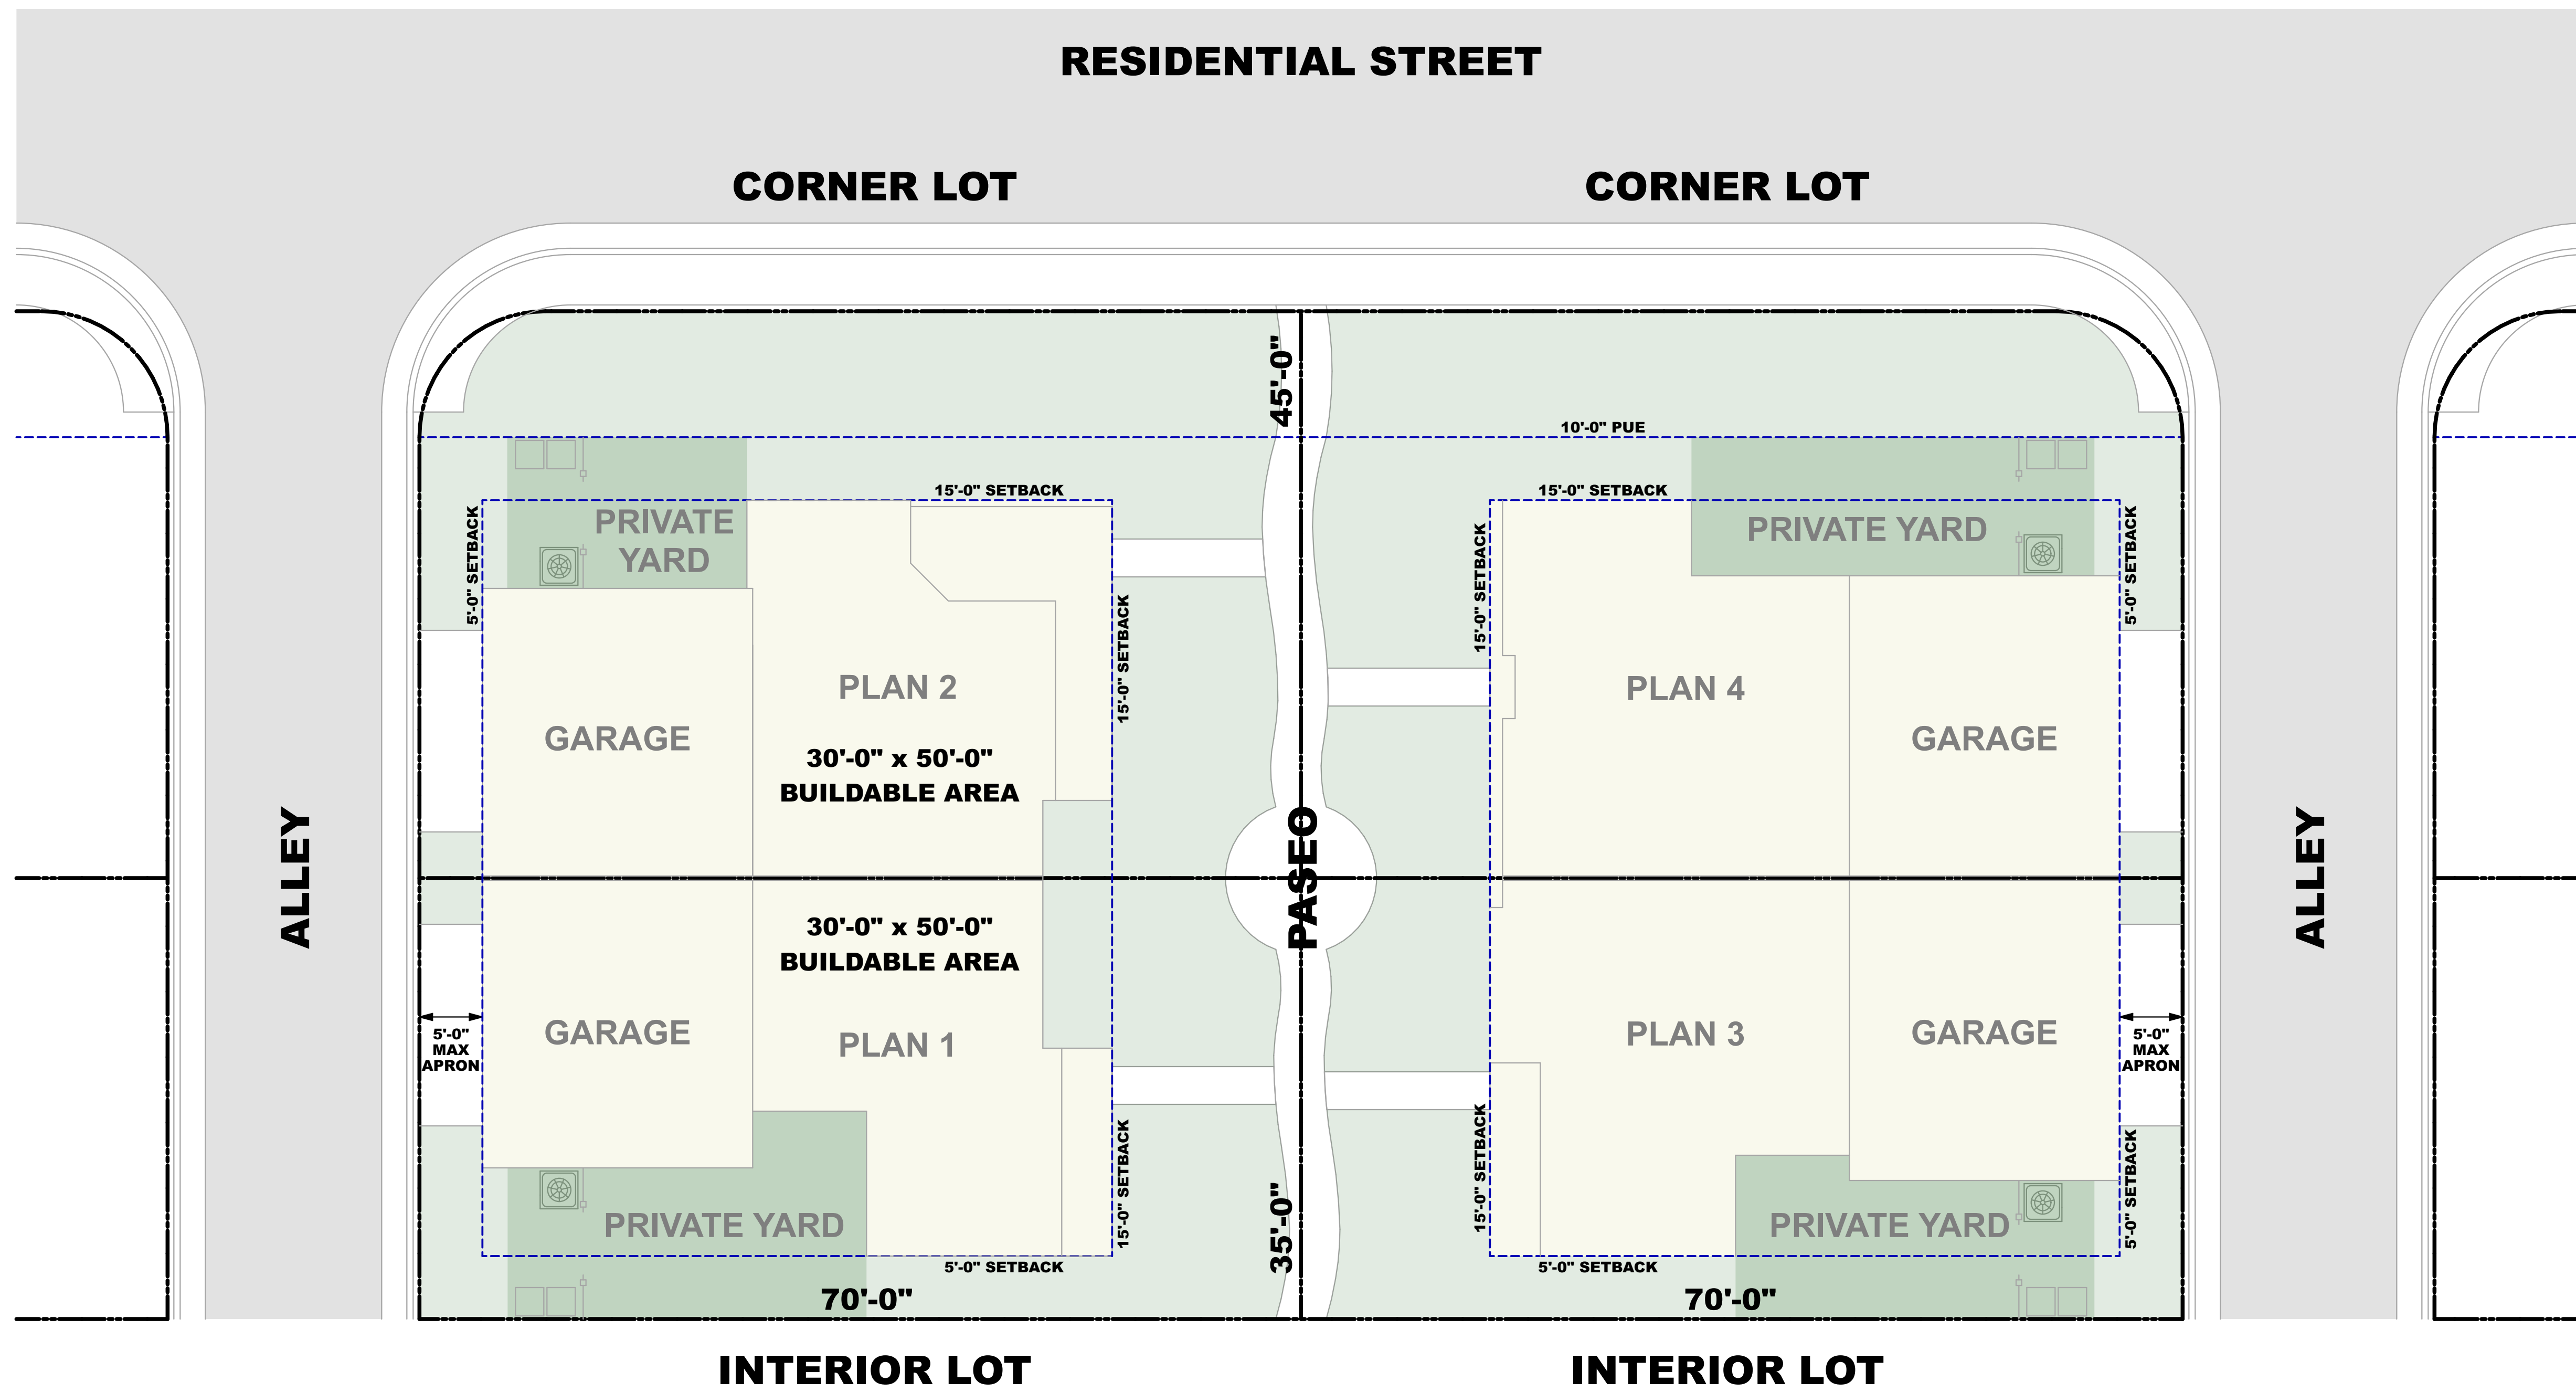 RESIDENTIAL STREET
CORNER LOT
CORNER LOT
45'-0"
10'-0" PUE
15'-0" SETBACK
15'-0" SETBACK
5'-0" SETBACK
PRIVATE
YARD
15'-0" SETBACK
PRIVATE YARD
5'-0" SETBACK
15'-0" SETBACK
PLAN 2
PLAN 4
GARAGE
GARAGE
30'-0" x 50'-0"
BUILDABLE AREA
ALLEY
PASEO
ALLEY
30'-0" x 50'-0"
BUILDABLE AREA
GARAGE
PLAN 1
PLAN 3
GARAGE
5'-0"
MAX
APRON
5'-0"
MAX
APRON
15'-0" SETBACK
15'-0" SETBACK
5'-0" SETBACK
PRIVATE YARD
35'-0"
PRIVATE YARD
5'-0" SETBACK
5'-0" SETBACK
70'-0"
70'-0"
INTERIOR LOT
INTERIOR LOT